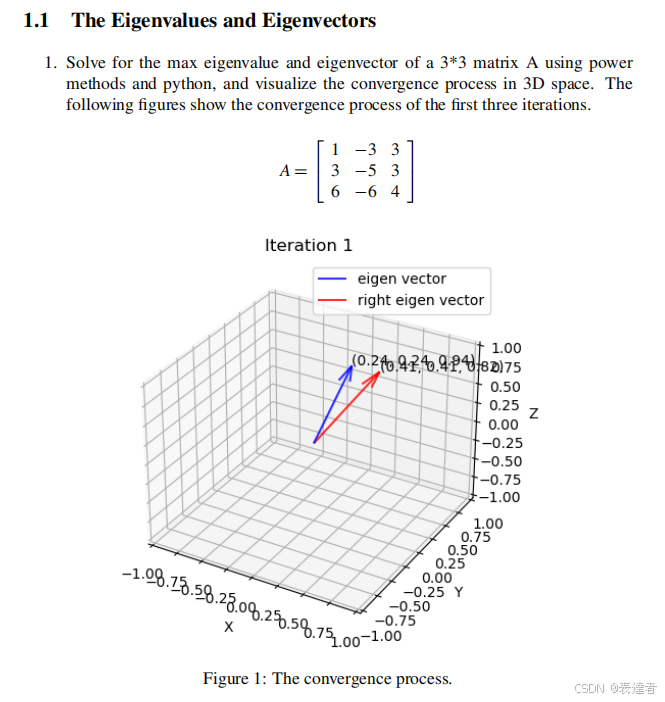 1.1 The Eigenvalues and Eigenvectors
1. Solve for the max eigenvalue and eigenvector of a 3*3 matrix A using power
methods and python, and visualize the convergence process in 3D space. The
following figures show the convergence process of the first three iterations.
A = [ 1 −3 3
3 −5 3
6 −6 4 ]
Iteration 1
eigen vector
right eigen vector
(0.24, 0.24, 0.94)
(0.41, 0.41, 0.82)
1.00
0.75
0.50
0.25
0.00
−0.25
−0.50
−0.75
−1.00
Z
1.00
0.75
0.50
0.25
0.00
−0.25
−0.50
−0.75
−1.00
Y
−1.00
−0.75
−0.50
−0.25
0.00
0.25
0.50
0.75
1.00
X
Figure 1: The convergence process.
CSDN @表達者